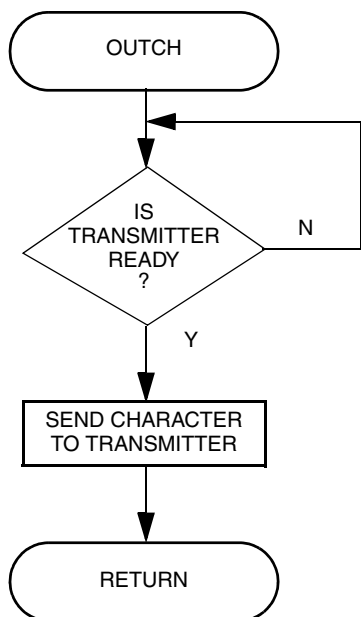 OUTCH
IS
TRANSMITTER
READY
?
N
Y
SEND CHARACTER
TO TRANSMITTER
RETURN